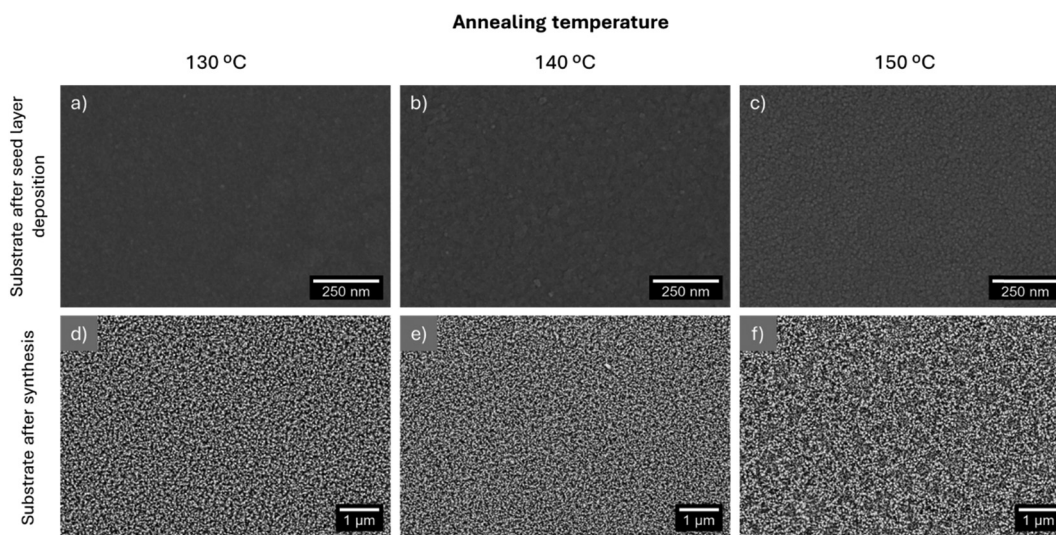 Annealing temperature
130 ºC
140 ºC
150 ºC
Substrate after seed layer
deposition
a)
250 nm
b)
250 nm
c)
250 nm
Substrate after synthesis
d)
1 µm
e)
1 µm
f)
1 µm